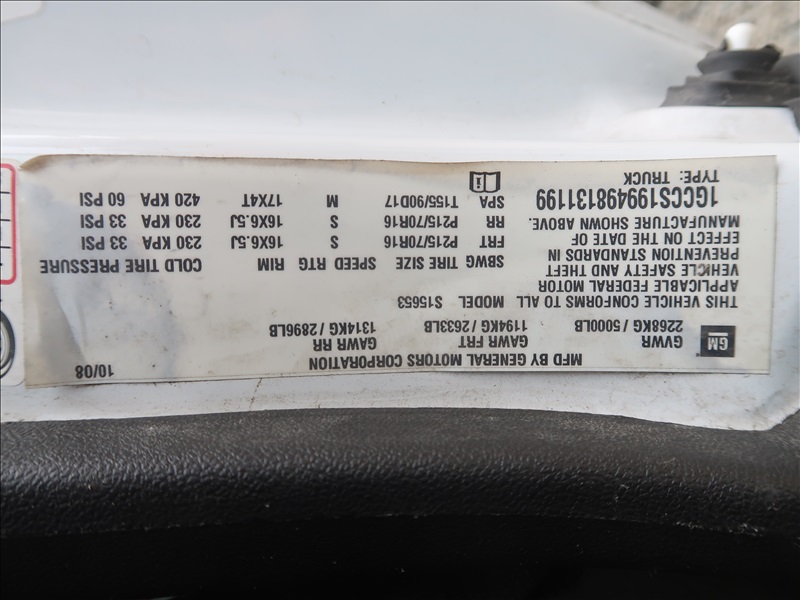 MFD BY GENERAL MOTORS CORPORATION 10/08
GM GVWR GAWR FRT GAWR RR
2268KG / 5000LB 1194KG / 2633LB 1314KG / 2896LB
THIS VEHICLE CONFORMS TO ALL MODEL S15653
APPLICABLE FEDERAL MOTOR
VEHICLE SAFETY AND THEFT
PREVENTION STANDARDS IN
EFFECT ON THE DATE OF
MANUFACTURE SHOWN ABOVE.
1GCCS199498131199
TYPE: TRUCK
SBWG TIRE SIZE SPEED RTG RIM COLD TIRE PRESSURE
FRT P215/70R16 S 16X6.5J 230 KPA 33 PSI
RR P215/70R16 S 16X6.5J 230 KPA 33 PSI
SPA T155/90D17 M 17X4T 420 KPA 60 PSI